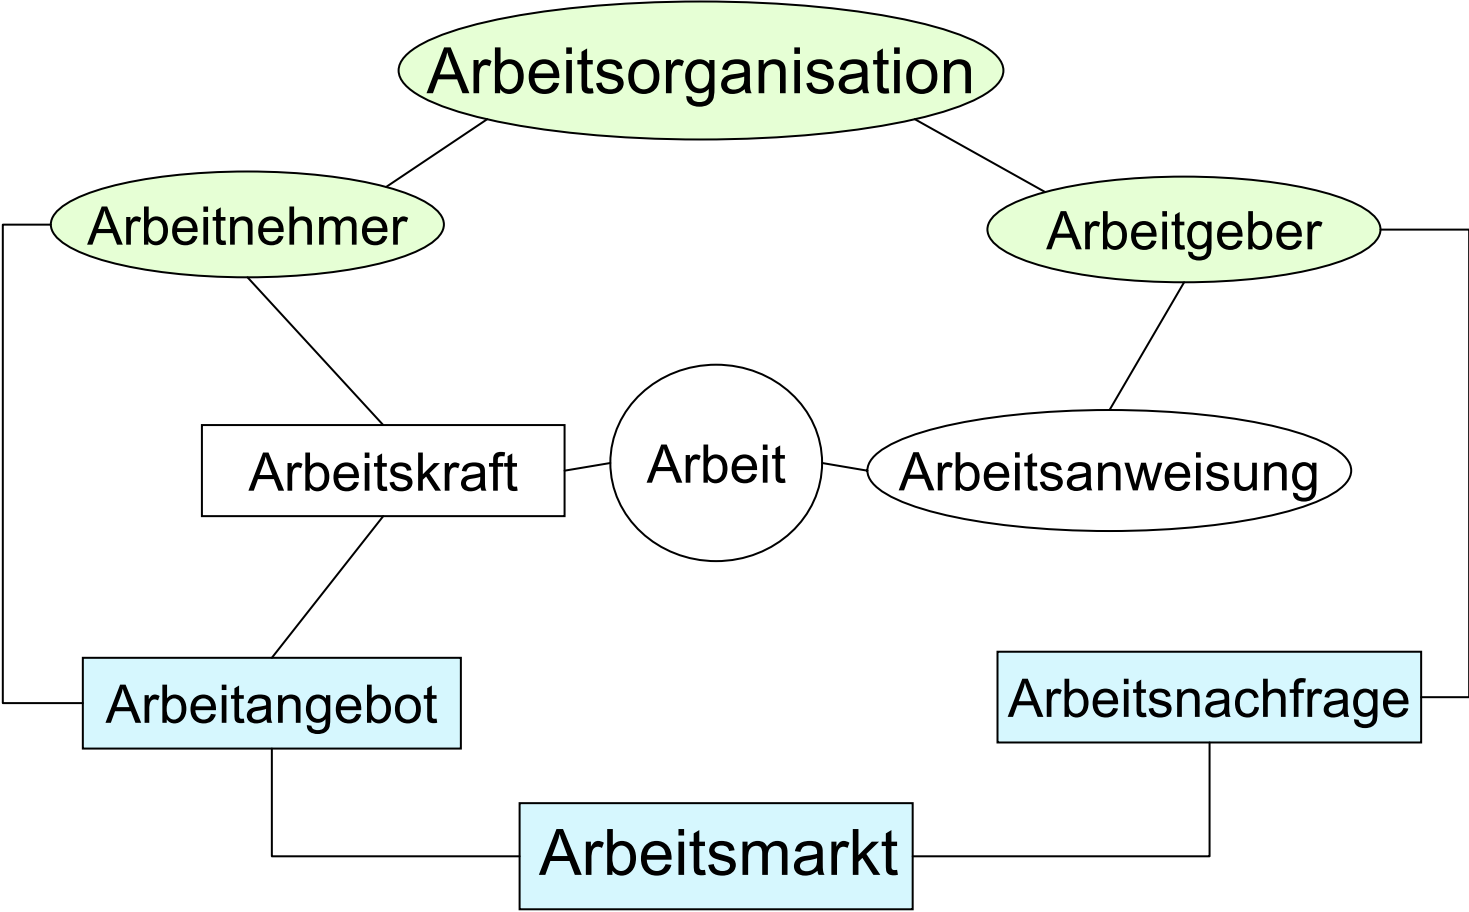 Arbeitsorganisation
Arbeitnehmer
Arbeitgeber
Arbeitskraft
Arbeit
Arbeitsanweisung
Arbeitangebot
Arbeitsnachfrage
Arbeitsmarkt